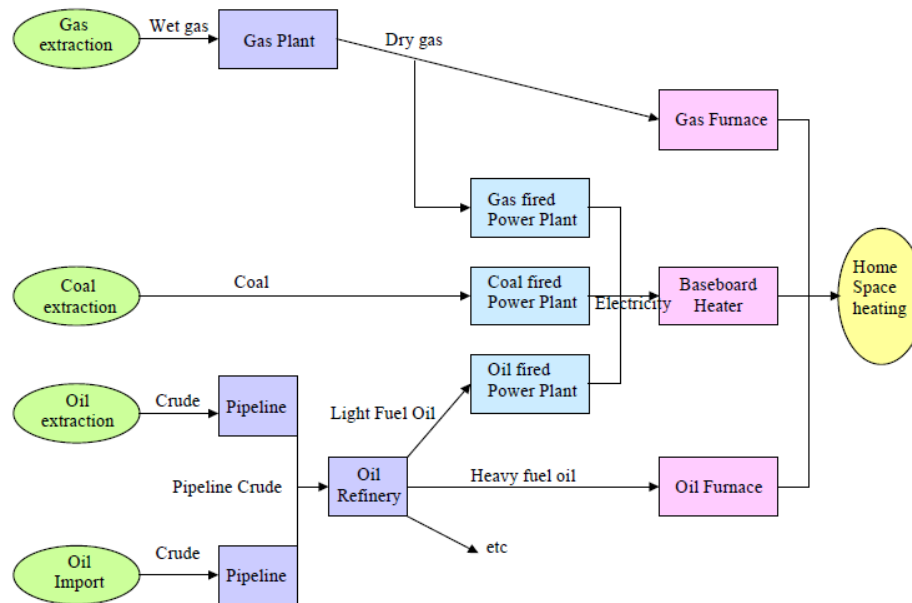 Gas
extraction
Wet gas
Gas Plant
Dry gas
Gas Furnace
Gas fired
Power Plant
Coal
extraction
Coal
Coal fired
Power Plant
Electricity
Baseboard
Heater
Home
Space
heating
Oil fired
Power Plant
Light Fuel Oil
Oil
extraction
Crude
Pipeline
Pipeline Crude
Oil
Refinery
Heavy fuel oil
Oil Furnace
etc
Oil
Import
Crude
Pipeline